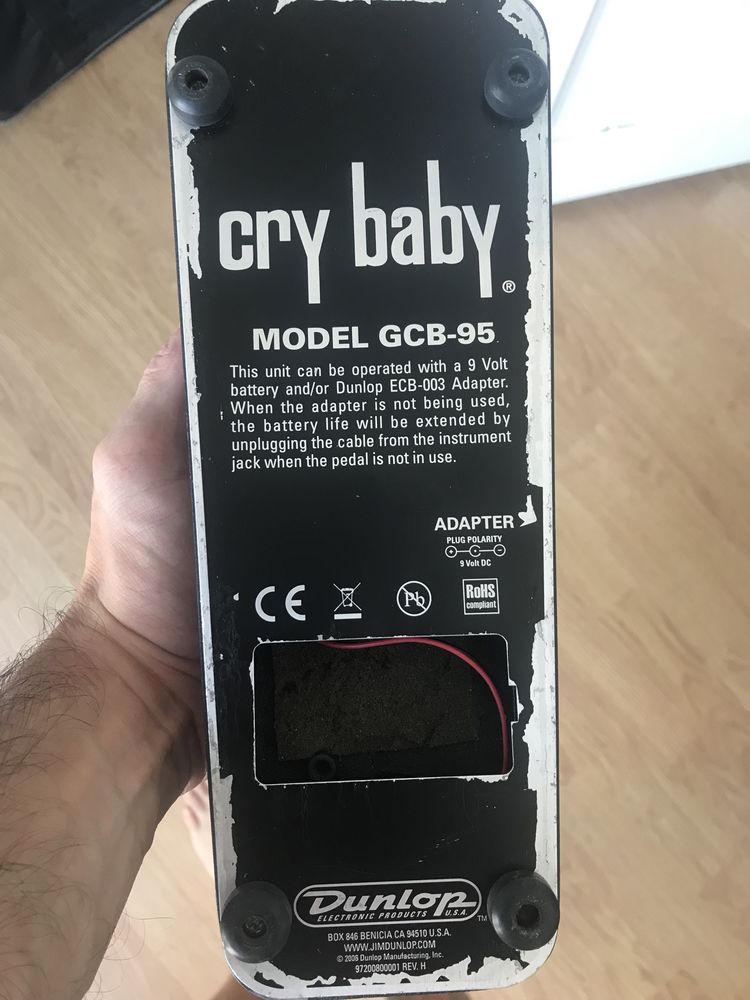 cry baby®
MODEL GCB-95
This unit can be operated with a 9 Volt
battery and/or Dunlop ECB-003 Adapter.
When the adapter is not being used,
the battery life will be extended by
unplugging the cable from the instrument
jack when the pedal is not in use.
ADAPTER
PLUG POLARITY
9 Volt DC
CE
Pb
RoHS
compliant
Dunlop
ELECTRONIC PRODUCTS U.S.A. TM
BOX 846 BENICIA CA 94510 U.S.A.
WWW.JIMDUNLOP.COM
© 2008 Dunlop Manufacturing, Inc.
97200800001 REV. H